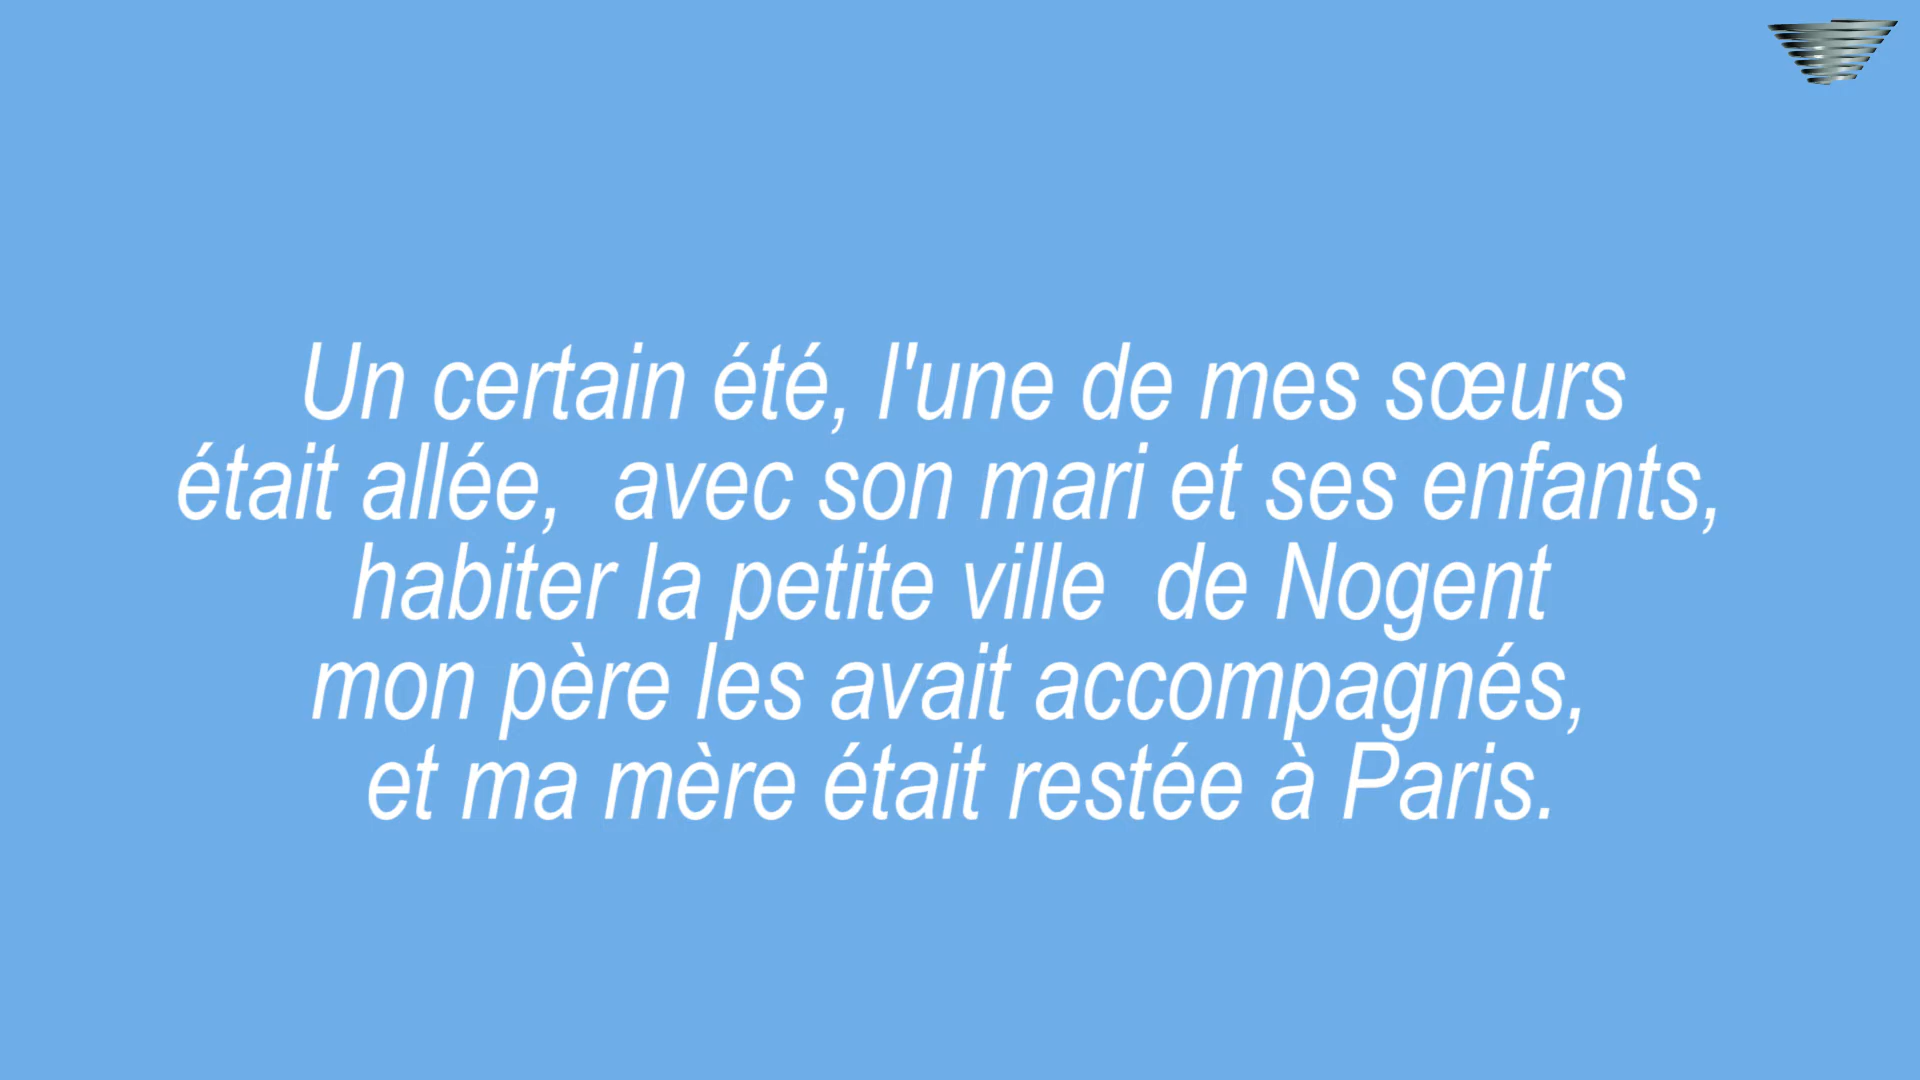 Un certain été, l'une de mes sœurs
était allée,  avec son mari et ses enfants,
habiter la petite ville  de Nogent
mon père les avait accompagnés,
et ma mère était restée à Paris.